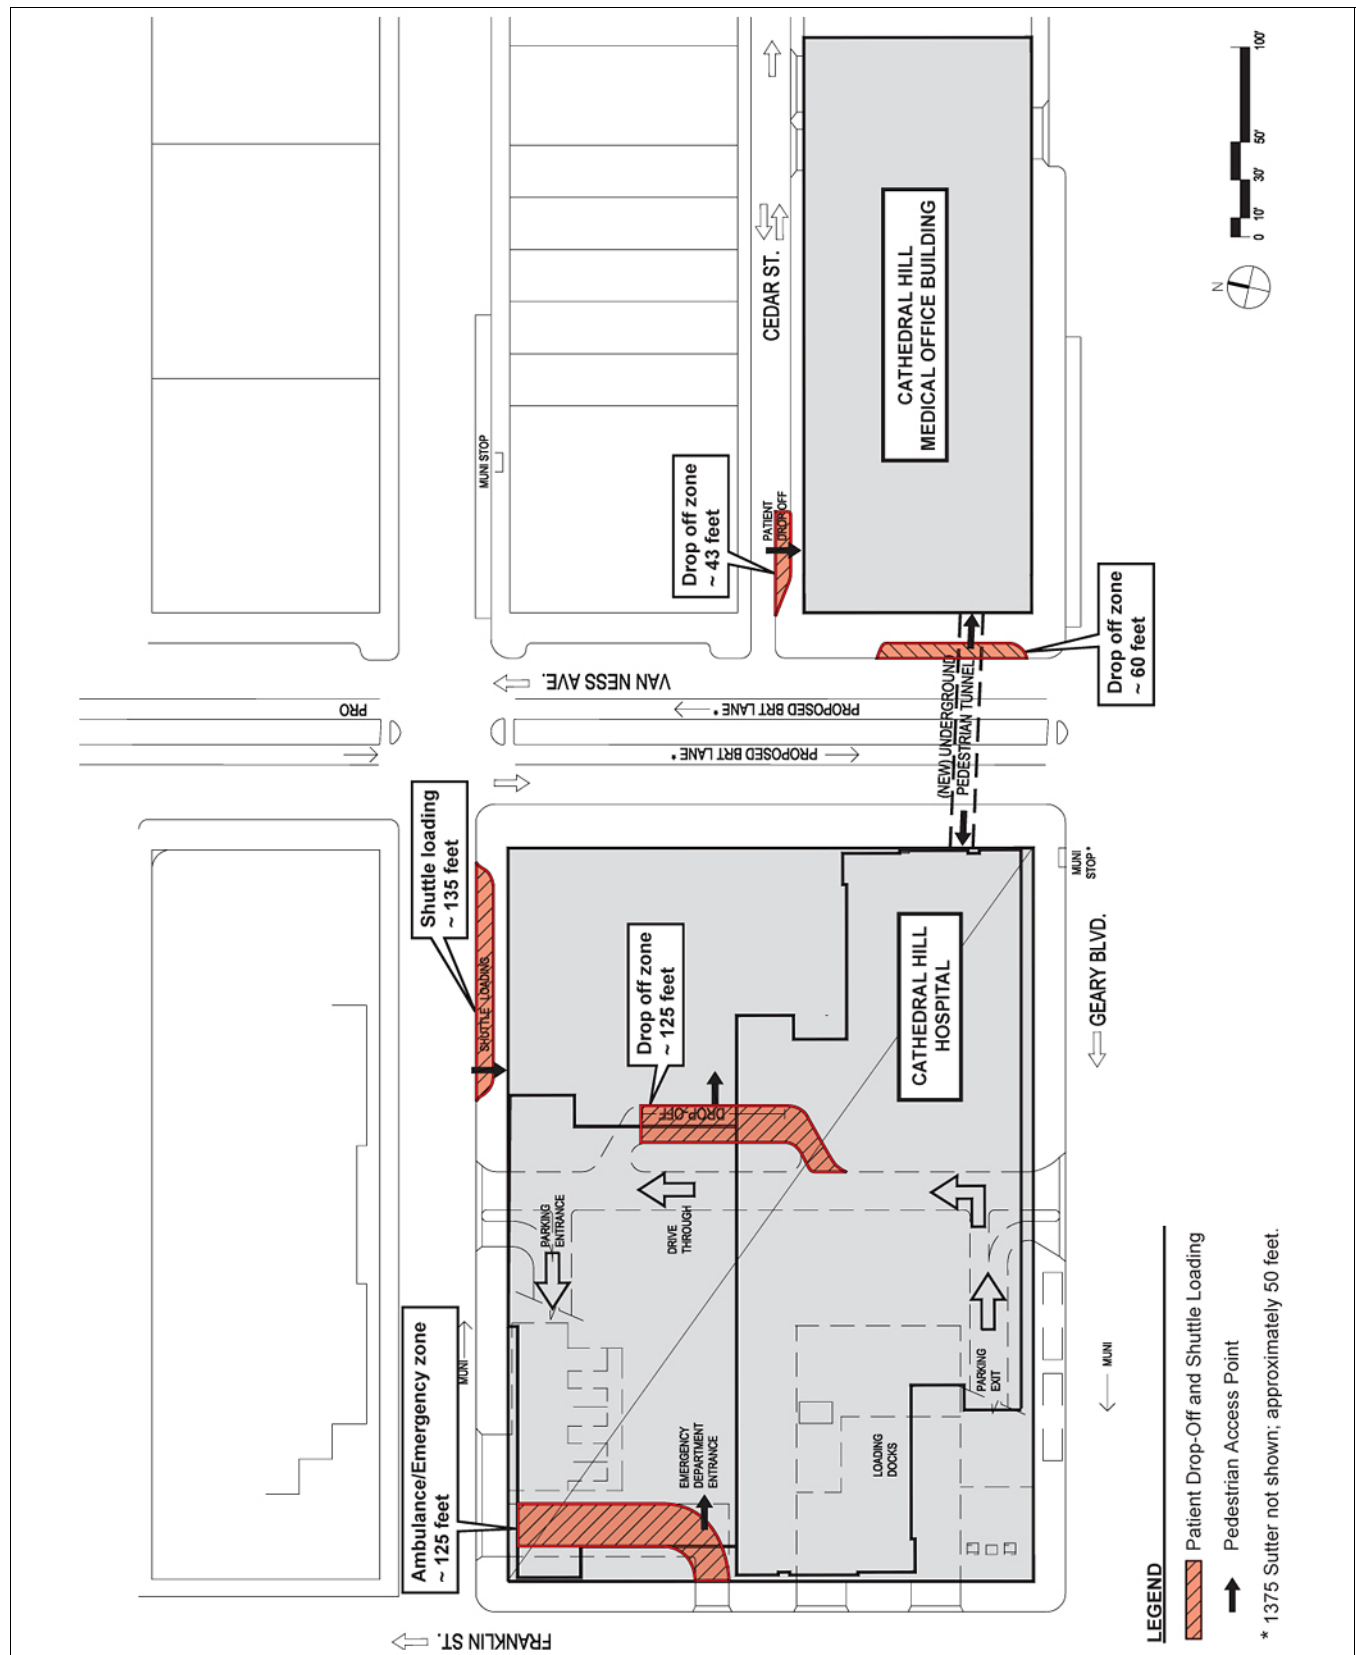 100'
50'
30'
10'
0
N
CEDAR ST.
CATHEDRAL HILL
MEDICAL OFFICE BUILDING
MUNI STOP
Drop off zone
~ 43 feet
PATIENT
DROP OFF
Drop off zone
~ 60 feet
VAN NESS AVE.
PRO
PROPOSED BRT LANE*
PROPOSED BRT LANE*
(NEW) UNDERGROUND
PEDESTRIAN TUNNEL
Shuttle loading
~ 135 feet
SHUTTLE LOADING
Drop off zone
~ 125 feet
DROP-OFF
CATHEDRAL HILL
HOSPITAL
MUNI
STOP*
GEARY BLVD.
PARKING
ENTRANCE
DRIVE
THROUGH
Ambulance/Emergency zone
~ 125 feet
MUNI
EMERGENCY
DEPARTMENT
ENTRANCE
LOADING
DOCKS
PARKING
EXIT
MUNI
FRANKLIN ST.
LEGEND
Patient Drop-Off and Shuttle Loading
Pedestrian Access Point
* 1375 Sutter not shown; approximately 50 feet.